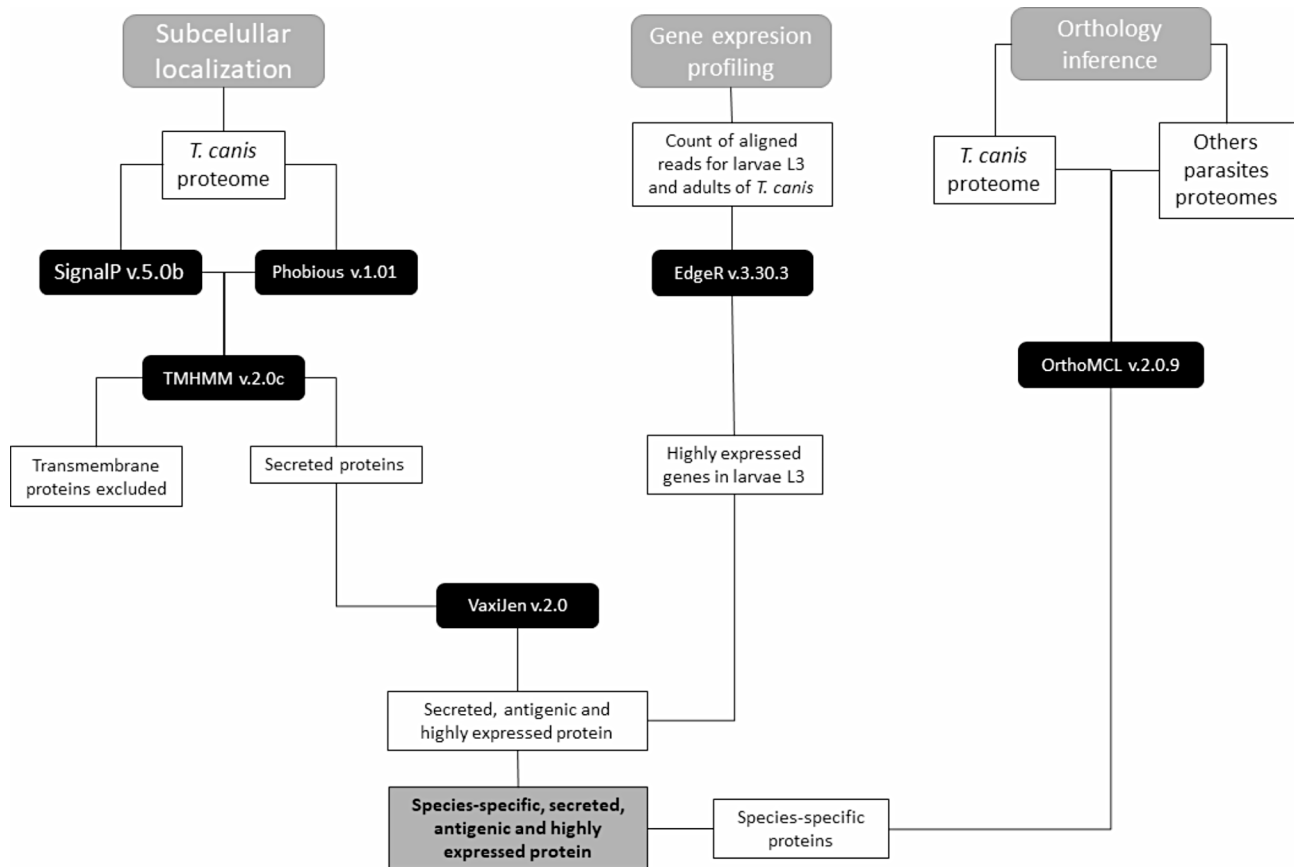 Subcelullar
localization
Gene expresion
profiling
Orthology
inference
T. canis
proteome
Count of aligned
reads for larvae L3
and adults of T. canis
T. canis
proteome
Others
parasites
proteomes
SignalP v.5.0b
Phobious v.1.01
EdgeR v.3.30.3
TMHMM v.2.0c
OrthoMCL v.2.0.9
Transmembrane
proteins excluded
Secreted proteins
Highly expressed
genes in larvae L3
VaxiJen v.2.0
Secreted, antigenic and
highly expressed protein
Species-specific, secreted,
antigenic and highly
expressed protein
Species-specific
proteins